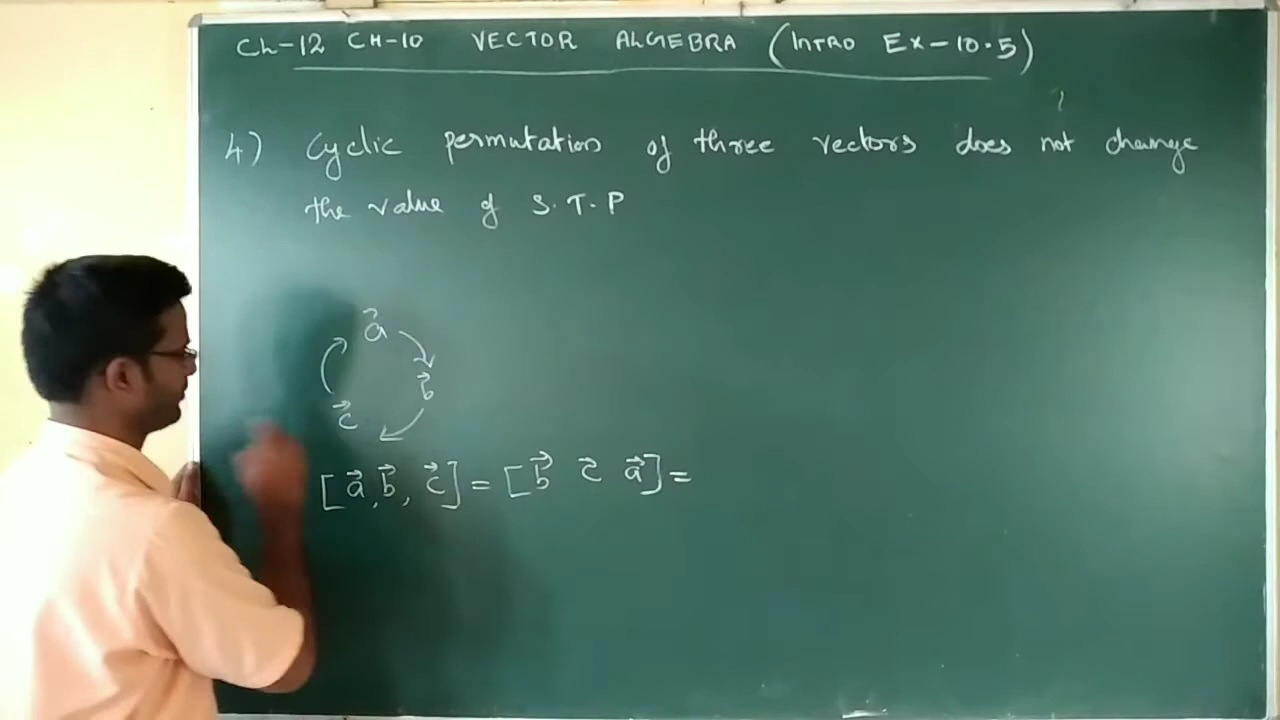 Ch-12 CH-10 VECTOR ALGEBRA (INTRO EX-10.5)
4) Cyclic permutation of three vectors does not change
the value of S.T.P
a⃗
b⃗
c⃗
[a⃗, b⃗, c⃗] = [b⃗ c⃗ a⃗] =